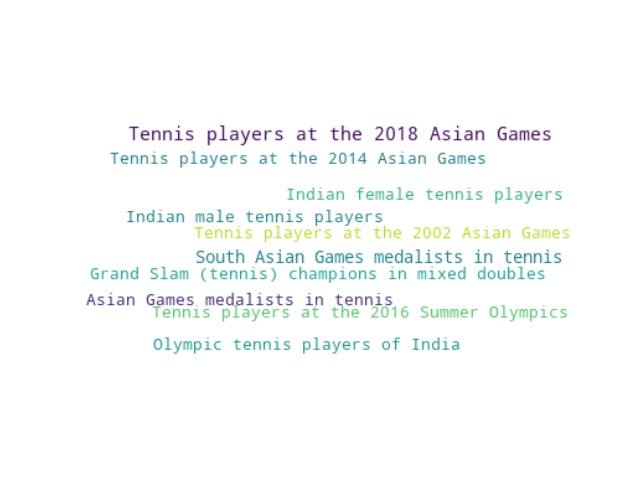 Tennis players at the 2018 Asian Games
Tennis players at the 2014 Asian Games
Indian female tennis players
Indian male tennis players
Tennis players at the 2002 Asian Games
South Asian Games medalists in tennis
Grand Slam (tennis) champions in mixed doubles
Asian Games medalists in tennis
Tennis players at the 2016 Summer Olympics
Olympic tennis players of India